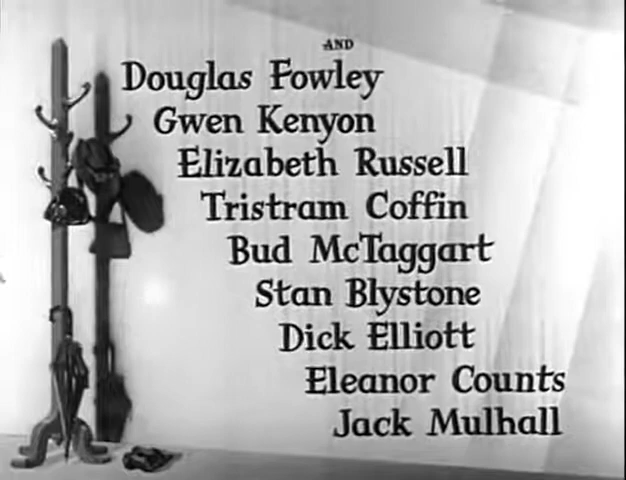 AND
Douglas Fowley
Gwen Kenyon
Elizabeth Russell
Tristram Coffin
Bud McTaggart
Stan Blystone
Dick Elliott
Eleanor Counts
Jack Mulhall